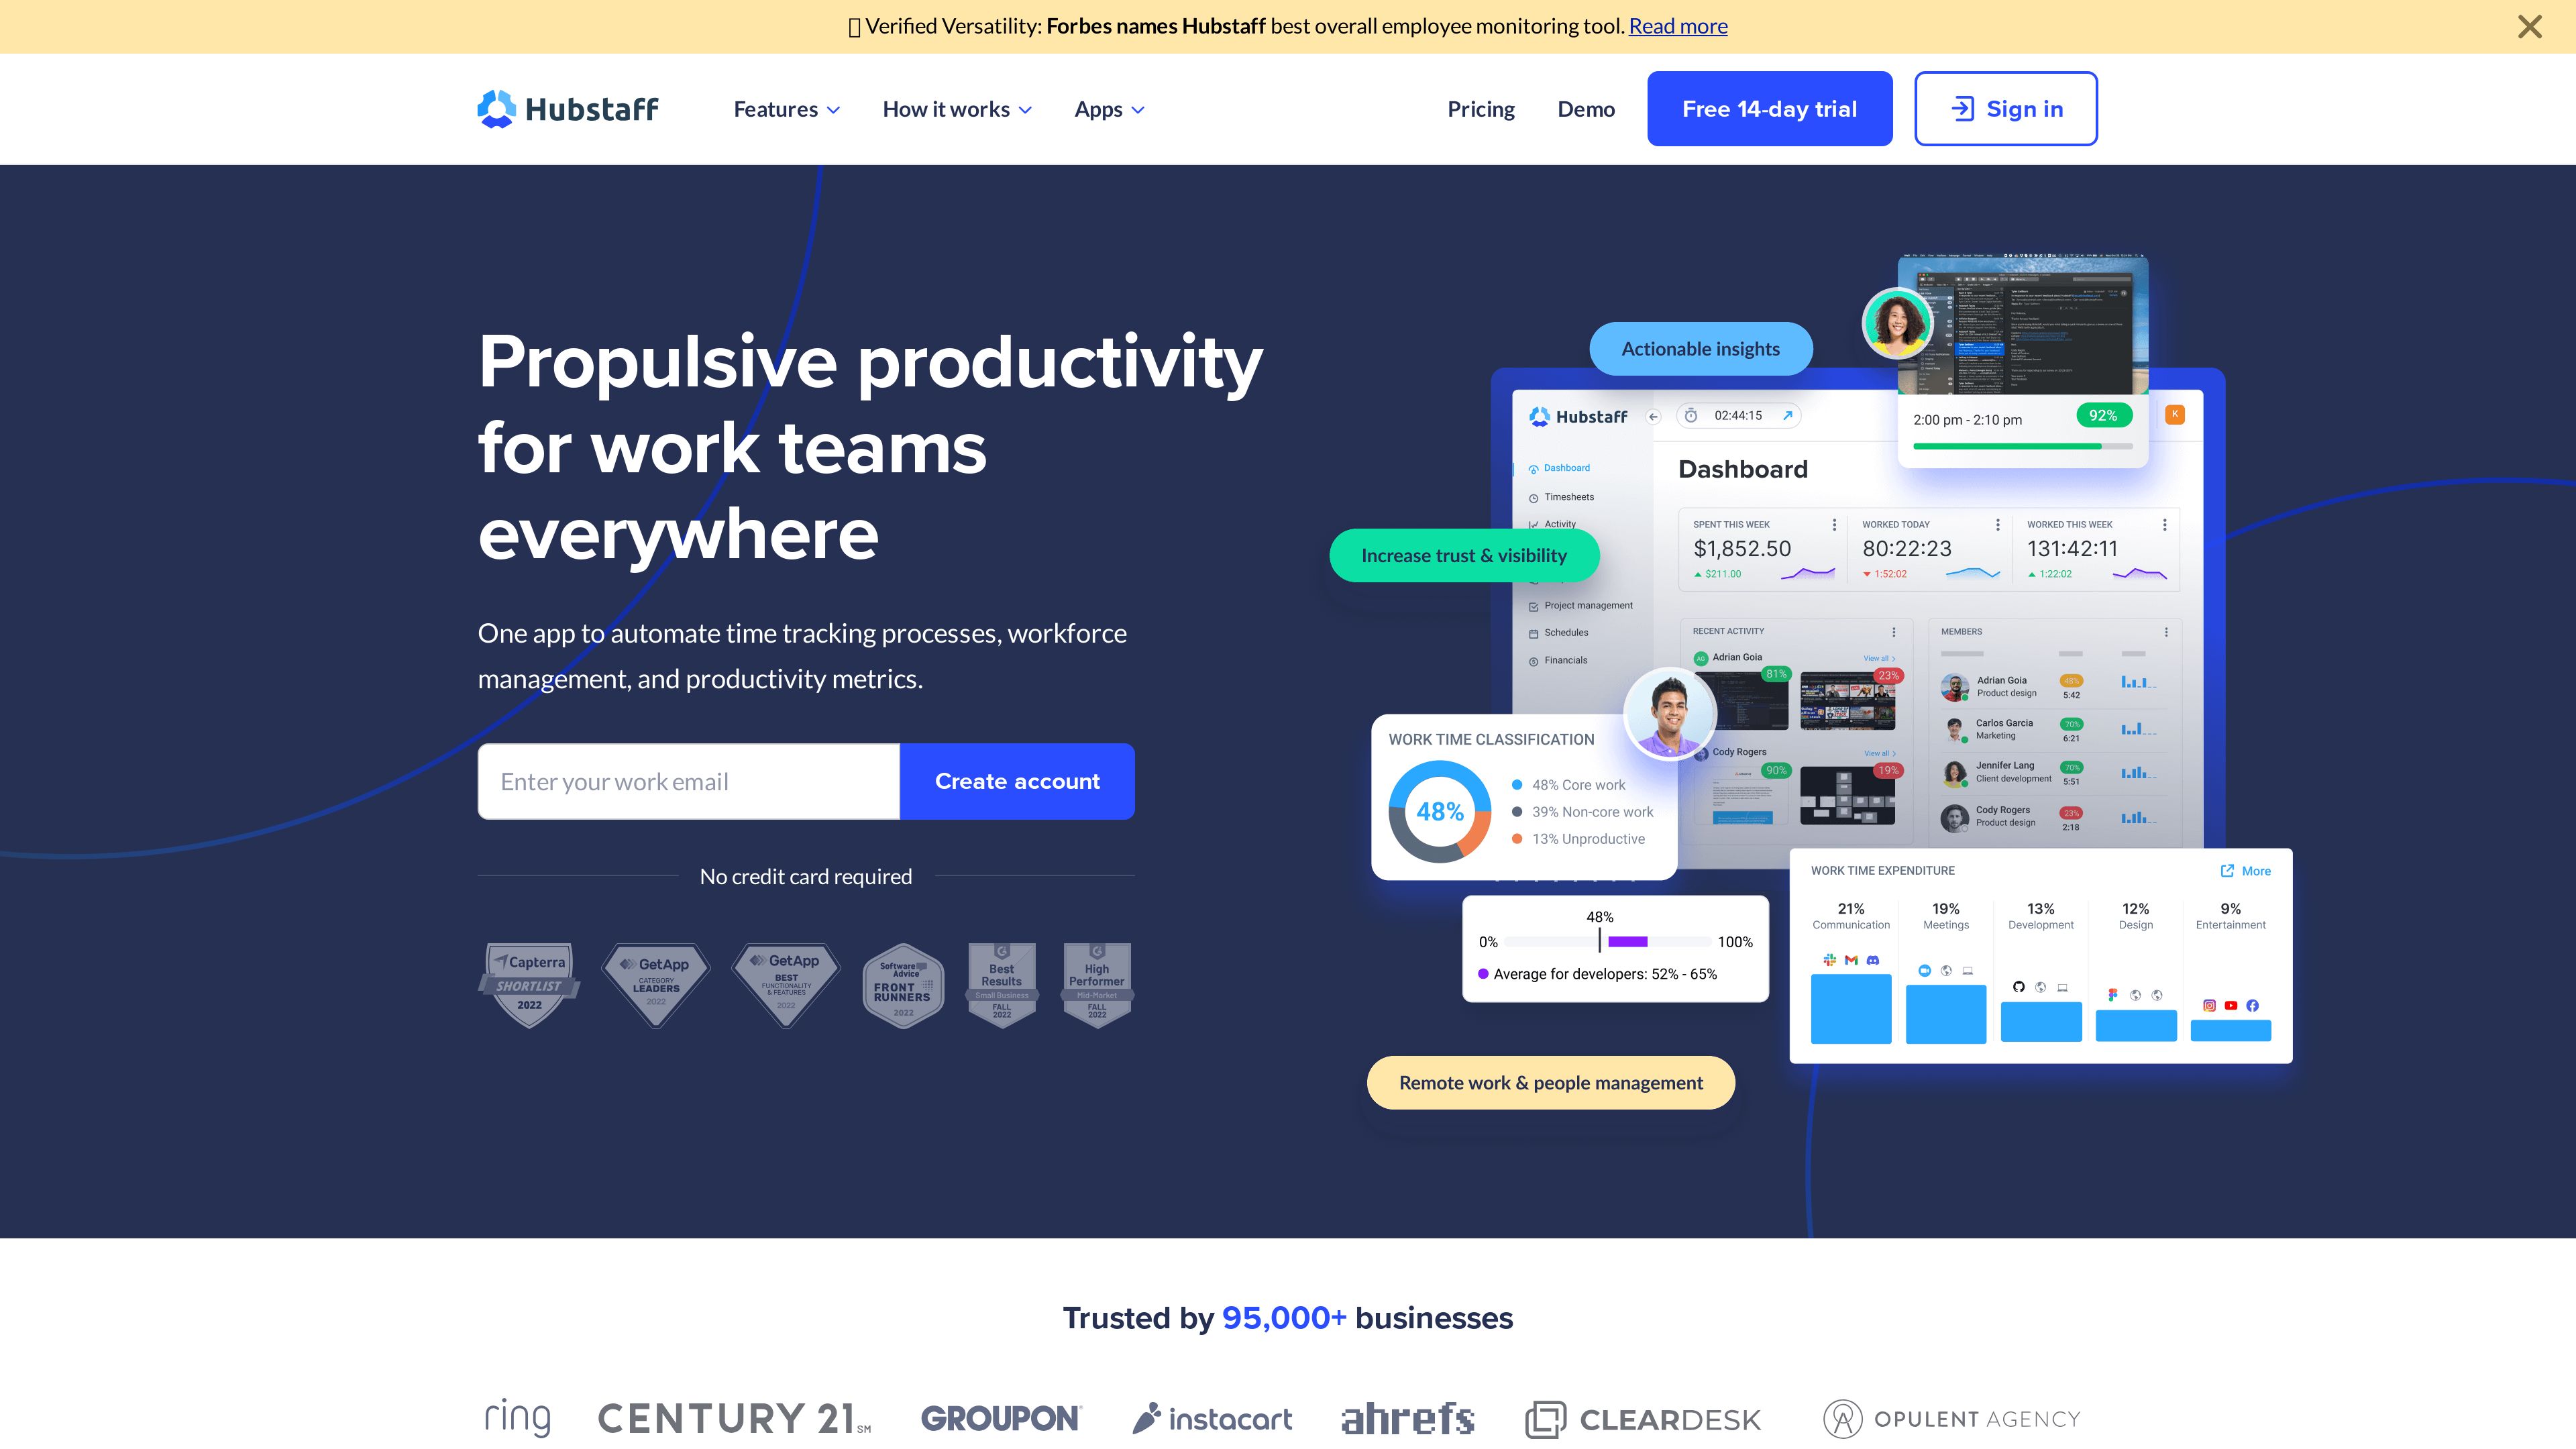 Verified Versatility: Forbes names Hubstaff best overall employee monitoring tool. Read more
Hubstaff
Features
How it works
Apps
Pricing
Demo
Free 14-day trial
Sign in
Propulsive productivity
for work teams
everywhere
One app to automate time tracking processes, workforce
management, and productivity metrics.
Enter your work email
Create account
No credit card required
Capterra
SHORTLIST
2022
GetApp
CATEGORY
LEADERS
2022
GetApp
BEST
FUNCTIONALITY
& FEATURES
2022
Software
Advice
FRONT
RUNNERS
2022
Best
Results
Small Business
FALL
2022
High
Performer
Mid-Market
FALL
2022
Actionable insights
Increase trust & visibility
Remote work & people management
2:00 pm - 2:10 pm
92%
Hubstaff
02:44:15
K
Dashboard
Timesheets
Activity
Project management
Schedules
Financials
Dashboard
SPENT THIS WEEK
$1,852.50
$211.00
WORKED TODAY
80:22:23
1:52:02
WORKED THIS WEEK
131:42:11
1:22:02
RECENT ACTIVITY
AG
Adrian Goia
View all
81%
23%
Cody Rogers
View all
90%
19%
MEMBERS
Adrian Goia
Product design
48%
5:42
Carlos Garcia
Marketing
70%
6:21
Jennifer Lang
Client development
70%
5:51
Cody Rogers
Product design
23%
2:18
WORK TIME CLASSIFICATION
48%
48% Core work
39% Non-core work
13% Unproductive
48%
0%
100%
Average for developers: 52% - 65%
WORK TIME EXPENDITURE
More
21%
Communication
19%
Meetings
13%
Development
12%
Design
9%
Entertainment
Trusted by 95,000+ businesses
ring
CENTURY 21 SM
GROUPON
instacart
ahrefs
CLEARDESK
OPULENT AGENCY